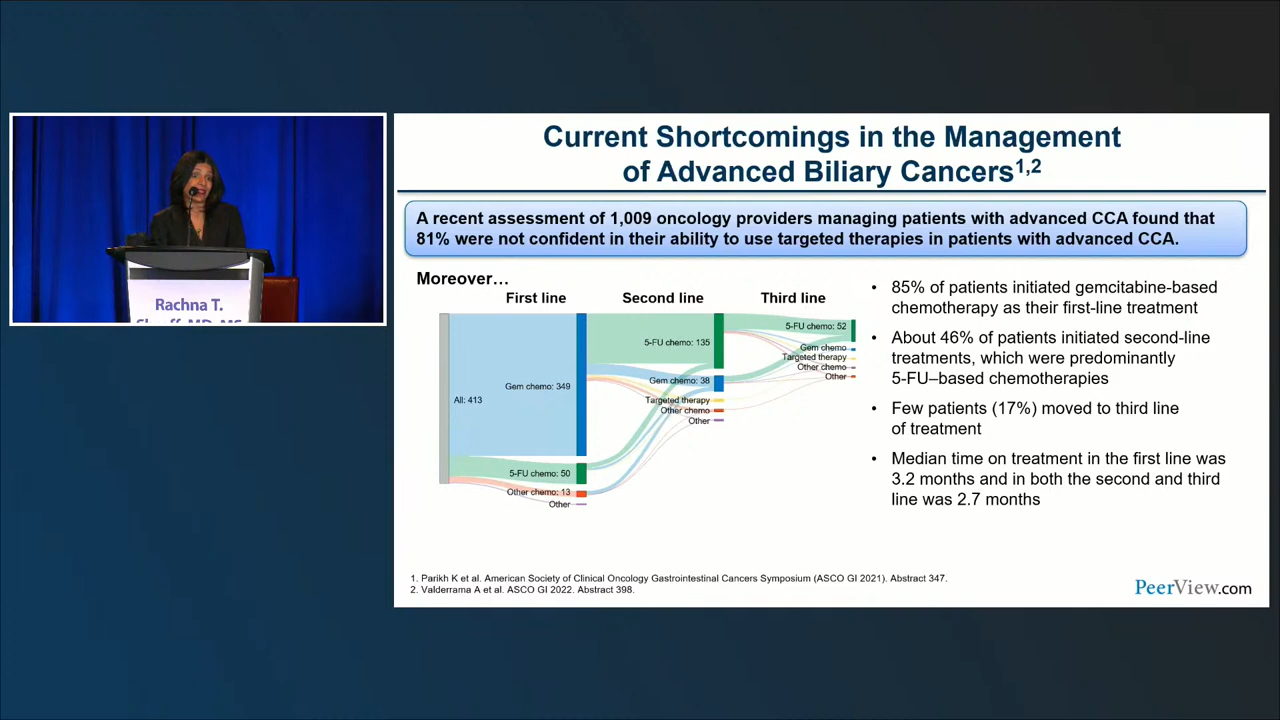 Rachna T.
Current Shortcomings in the Management
of Advanced Biliary Cancers1,2
A recent assessment of 1,009 oncology providers managing patients with advanced CCA found that
81% were not confident in their ability to use targeted therapies in patients with advanced CCA.
Moreover…
First line
Second line
Third line
All: 413
Gem chemo: 349
5-FU chemo: 50
Other chemo: 13
Other
5-FU chemo: 135
Gem chemo: 38
Targeted therapy
Other chemo
Other
5-FU chemo: 52
Gem chemo
Targeted therapy
Other chemo
Other
• 85% of patients initiated gemcitabine-based
chemotherapy as their first-line treatment
• About 46% of patients initiated second-line
treatments, which were predominantly
5-FU–based chemotherapies
• Few patients (17%) moved to third line
of treatment
• Median time on treatment in the first line was
3.2 months and in both the second and third
line was 2.7 months
1. Parikh K et al. American Society of Clinical Oncology Gastrointestinal Cancers Symposium (ASCO GI 2021). Abstract 347.
2. Valderrama A et al. ASCO GI 2022. Abstract 398.
PeerView.com